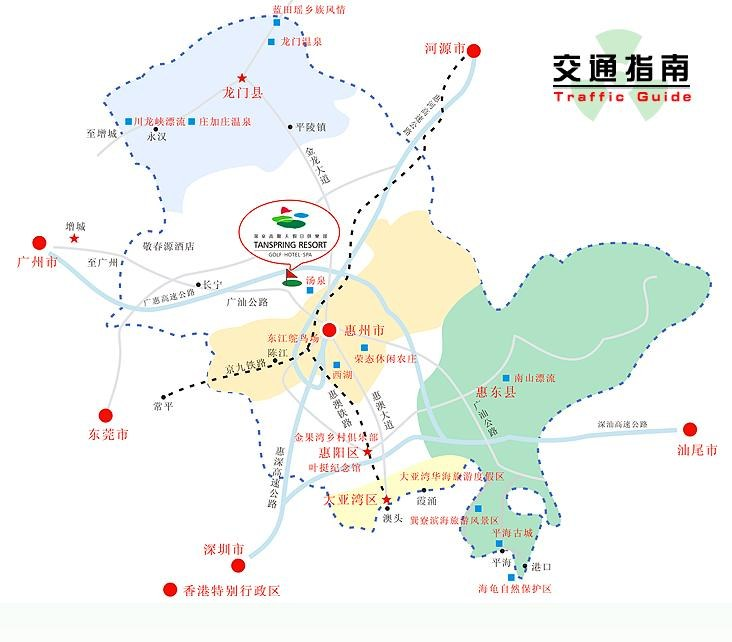 蓝田瑶乡族风情
龙门温泉
河源市
交通指南
Traffic Guide
龙门县
惠河高速公路
川龙峡漂流
庄加庄温泉
至增城
永汉
平陵镇
金龙大道
增城
广州市
至广州
敬春源酒店
TANSPRING RESORT
GOLF HOTEL SPA
汤泉
长宁
广惠高速公路
广汕公路
惠州市
东江鸵鸟场
陈江
荣态休闲农庄
京九铁路
西湖
南山漂流
惠东县
常平
惠澳铁路
惠澳大道
广汕公路
东莞市
深汕高速公路
汕尾市
金果湾乡村俱乐部
惠阳区
叶挺纪念馆
惠深高速公路
大亚湾华海旅游度假区
大亚湾区
霞涌
澳头
巽寮滨海旅游风景区
平海古城
深圳市
平海
港口
香港特别行政区
海龟自然保护区